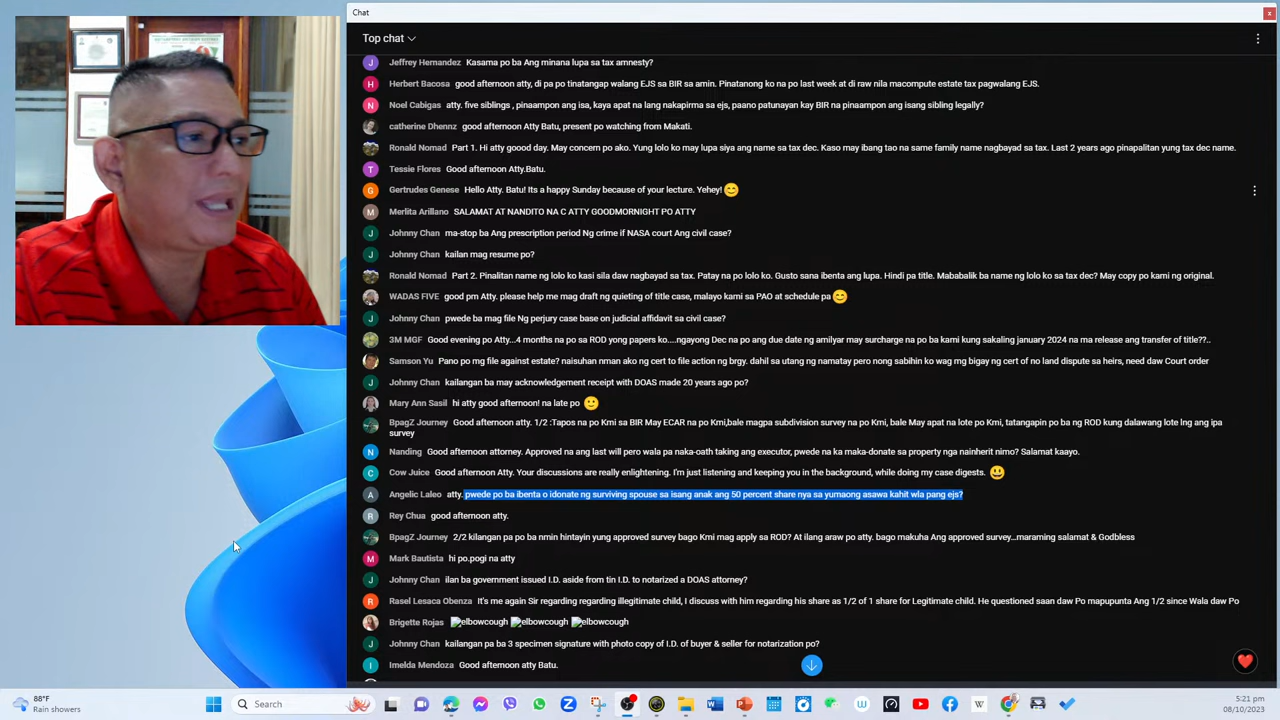 Chat
Top chat
Jeffrey Hernandez Kasama po ba Ang minana lupa sa tax amnesty?
Herbert Bacosa good afternoon atty, di pa po tinatangap walang EJS sa BIR sa amin. Pinatanong ko na po last week at di raw nila macompute estate tax pagwalang EJS.
Noel Cabigas atty. five siblings , pinaampon ang isa, kaya apat na lang nakapirma sa ejs, paano patunayan kay BIR na pinaampon ang isang sibling legally?
catherine Dhennz good afternoon Atty Batu, present po watching from Makati.
Ronald Nomad Part 1. Hi atty goood day. May concern po ako. Yung lolo ko may lupa siya ang name sa tax dec. Kaso may ibang tao na same family name nagbayad sa tax. Last 2 years ago pinapalitan yung tax dec name.
Tessie Flores Good afternoon Atty.Batu.
Gertrudes Genese Hello Atty. Batu! Its a happy Sunday because of your lecture. Yehey!😊
Merlita Arillano SALAMAT AT NANDITO NA C ATTY GOODMORNIGHT PO ATTY
Johnny Chan ma-stop ba Ang prescription period Ng crime if NASA court Ang civil case?
Johnny Chan kailan mag resume po?
Ronald Nomad Part 2. Pinalitan name ng lolo ko kasi sila daw nagbayad sa tax. Patay na po lolo ko. Gusto sana ibenta ang lupa. Hindi pa title. Mababalik ba name ng lolo ko sa tax dec? May copy po kami ng original.
WADAS FIVE good pm Atty. please help me mag draft ng quieting of title case, malayo kami sa PAO at schedule pa😊
Johnny Chan pwede ba mag file Ng perjury case base on judicial affidavit sa civil case?
3M MGF Good evening po Atty...4 months na po sa ROD yong papers ko....ngayong Dec na po ang due date ng amilyar may surcharge na po ba kami kung sakaling january 2024 na ma release ang transfer of title??..
Samson Yu Pano po mg file against estate? naisuhan nman ako ng cert to file action ng brgy. dahil sa utang ng namatay pero nong sabihin ko wag mg bigay ng cert of no land dispute sa heirs, need daw Court order
Johnny Chan kailangan ba may acknowledgement receipt with DOAS made 20 years ago po?
Mary Ann Sasil hi atty good afternoon! na late po 🙂
BpagZ Journey Good afternoon atty. 1/2 :Tapos na po Kmi sa BIR May ECAR na po Kmi,bale magpa subdivision survey na po Kmi, bale May apat na lote po Kmi, tatangapin po ba ng ROD kung dalawang lote lng ang ipa
survey
Nanding Good afternoon attorney. Approved na ang last will pero wala pa naka-oath taking ang executor, pwede na ka maka-donate sa property nga nainherit nimo? Salamat kaayo.
Cow Juice Good afternoon Atty. Your discussions are really enlightening. I'm just listening and keeping you in the background, while doing my case digests. 😃
Angelic Laleo atty. pwede po ba ibenta o idonate ng surviving spouse sa isang anak ang 50 percent share nya sa yumaong asawa kahit wla pang ejs?
Rey Chua good afternoon atty.
BpagZ Journey 2/2 kilangan pa po ba nmin hintayin yung approved survey bago Kmi mag apply sa ROD? At ilang araw po atty. bago makuha Ang approved survey...maraming salamat & Godbless
Mark Bautista hi po.pogi na atty
Johnny Chan ilan ba government issued I.D. aside from tin I.D. to notarized a DOAS attorney?
Rasel Lesaca Obenza It's me again Sir regarding regarding illegitimate child, I discuss with him regarding his share as 1/2 of 1 share for Legitimate child. He questioned saan daw Po mapupunta Ang 1/2 since Wala daw Po
Brigette Rojas elbowcough elbowcough elbowcough
Johnny Chan kailangan pa ba 3 specimen signature with photo copy of I.D. of buyer & seller for notarization po?
Imelda Mendoza Good afternoon atty Batu.
88°F
Rain showers
Search
5:21 pm
08/10/2023